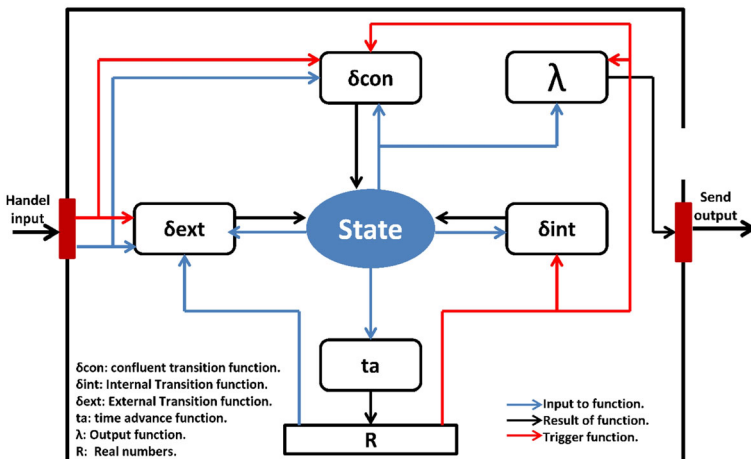 δcon
λ
Handel
input
Send
output
δext
State
δint
ta
R
δcon: confluent transition function.
δint: Internal Transition function.
δext: External Transition function.
ta: time advance function.
λ: Output function.
R: Real numbers.
Input to function.
Result of function.
Trigger function.